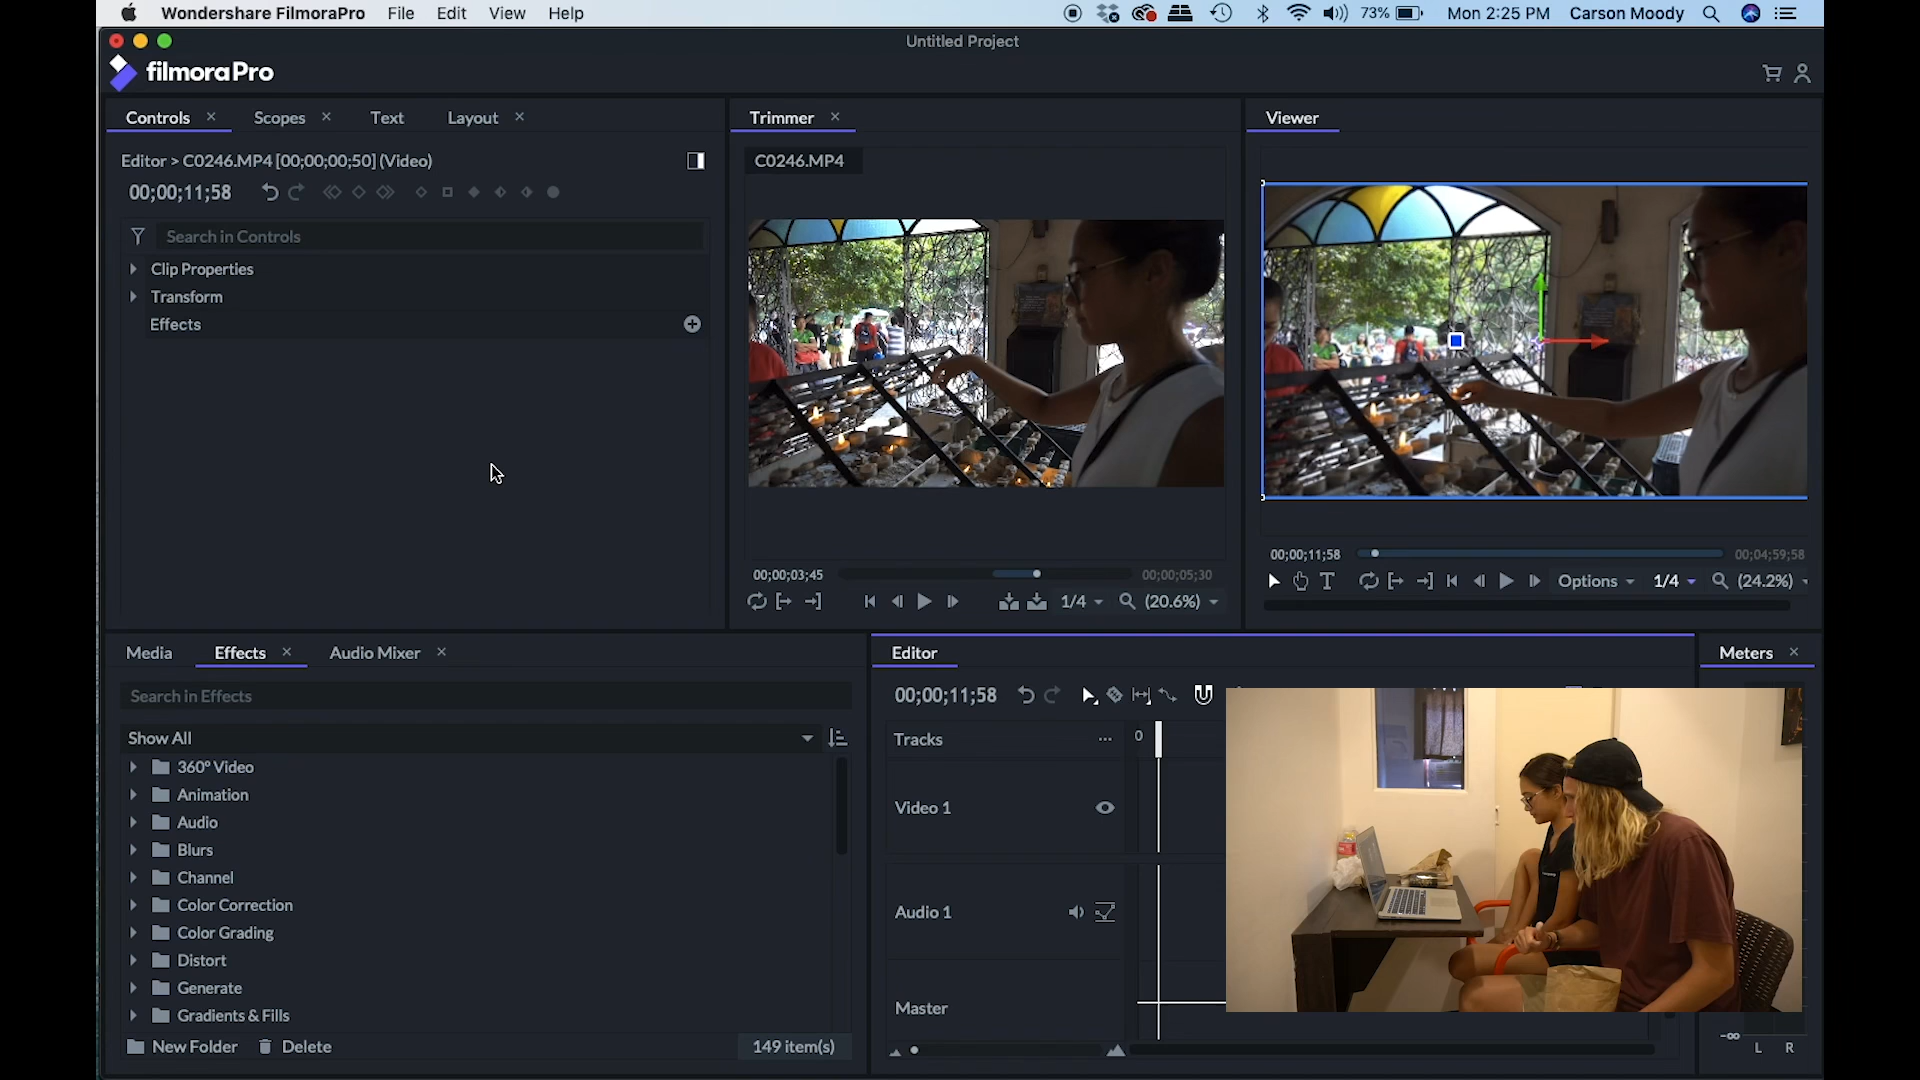 Wondershare FilmoraPro File Edit View Help 73% Mon 2:25 PM Carson Moody
Untitled Project
filmoraPro
Controls Scopes Text Layout
Editor > C0246.MP4 [00;00;00;50] (Video)
00;00;11;58
Search in Controls
Clip Properties
Transform
Effects
Trimmer
C0246.MP4
00;00;03;45 00;00;05;30
1/4 (20.6%)
Viewer
00;00;11;58 00;04;59;58
T Options 1/4 (24.2%)
Media Effects Audio Mixer
Search in Effects
Show All
360º Video
Animation
Audio
Blurs
Channel
Color Correction
Color Grading
Distort
Generate
Gradients & Fills
New Folder Delete 149 item(s)
Editor
00;00;11;58
Tracks ... 0
Video 1
Audio 1
Master
Meters
-∞
L R